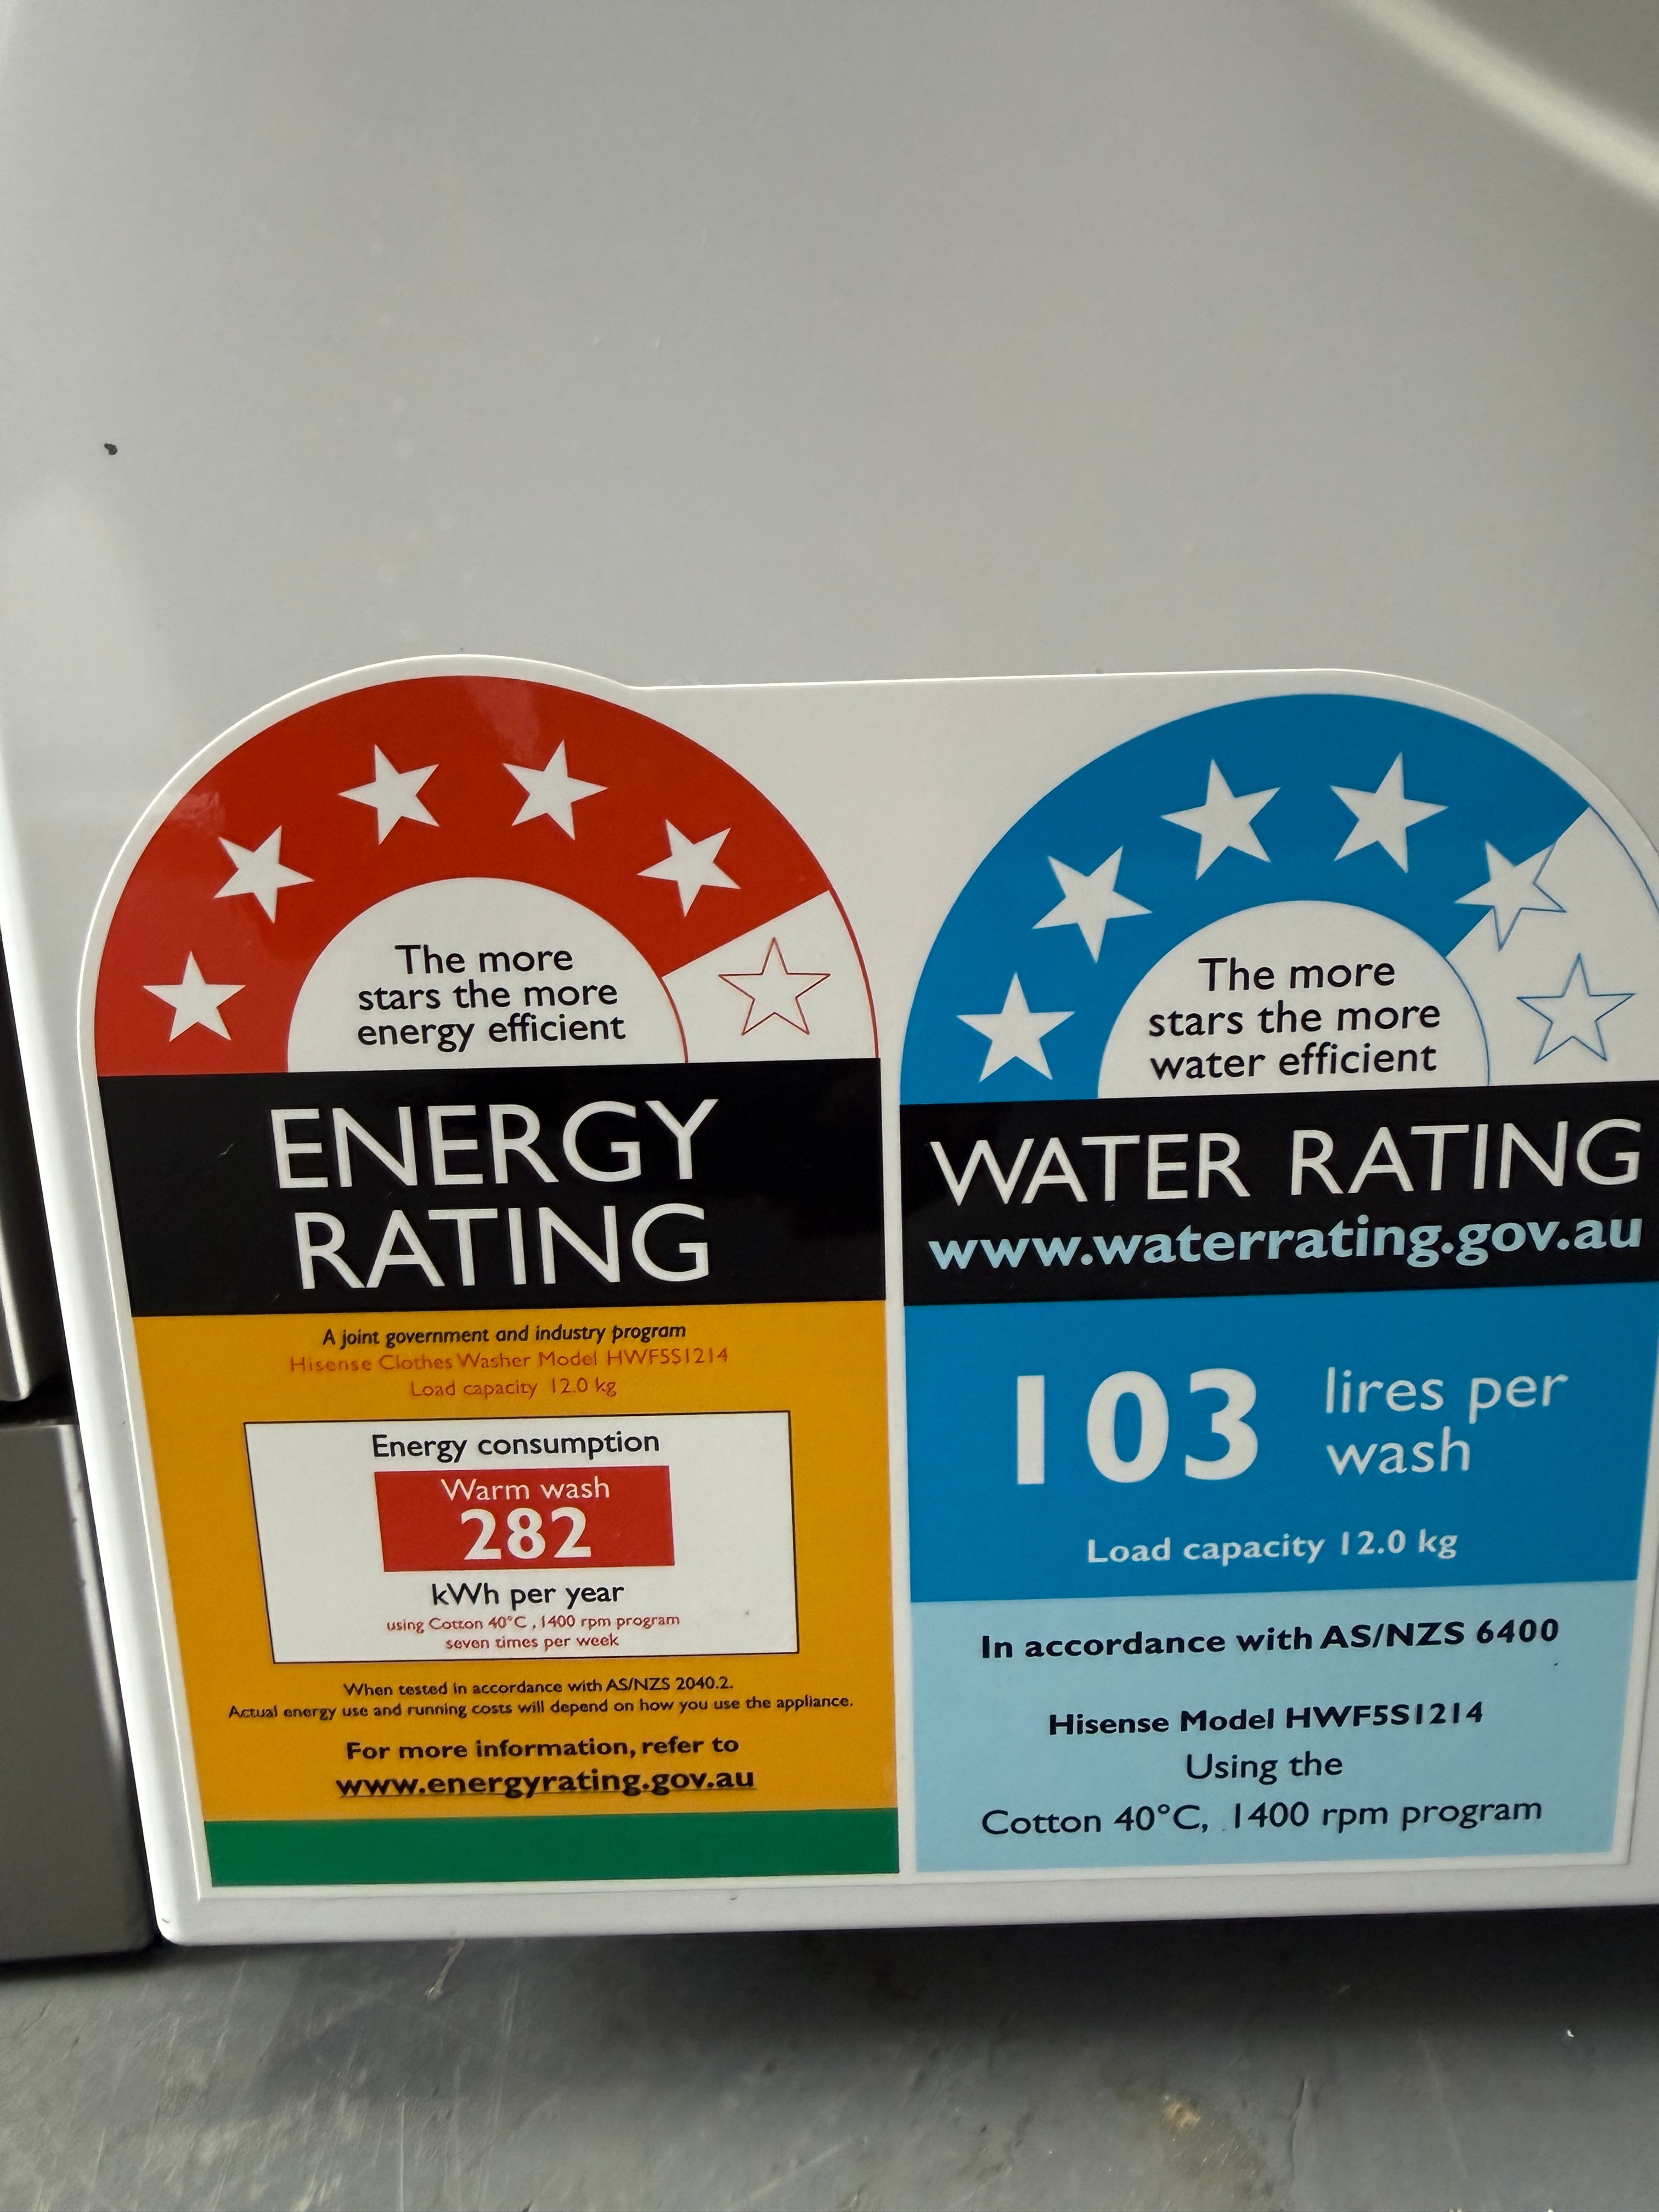 The more
stars the more
energy efficient
ENERGY
RATING
A joint government and industry program
Hisense Clothes Washer Model HWF5S1214
Load capacity 12.0 kg
Energy consumption
Warm wash
282
kWh per year
using Cotton 40°C , 1400 rpm program
seven times per week
When tested in accordance with AS/NZS 2040.2.
Actual energy use and running costs will depend on how you use the appliance.
For more information, refer to
www.energyrating.gov.au
The more
stars the more
water efficient
WATER RATING
www.waterrating.gov.au
103 lires per
wash
Load capacity 12.0 kg
In accordance with AS/NZS 6400
Hisense Model HWF5S1214
Using the
Cotton 40°C, 1400 rpm program